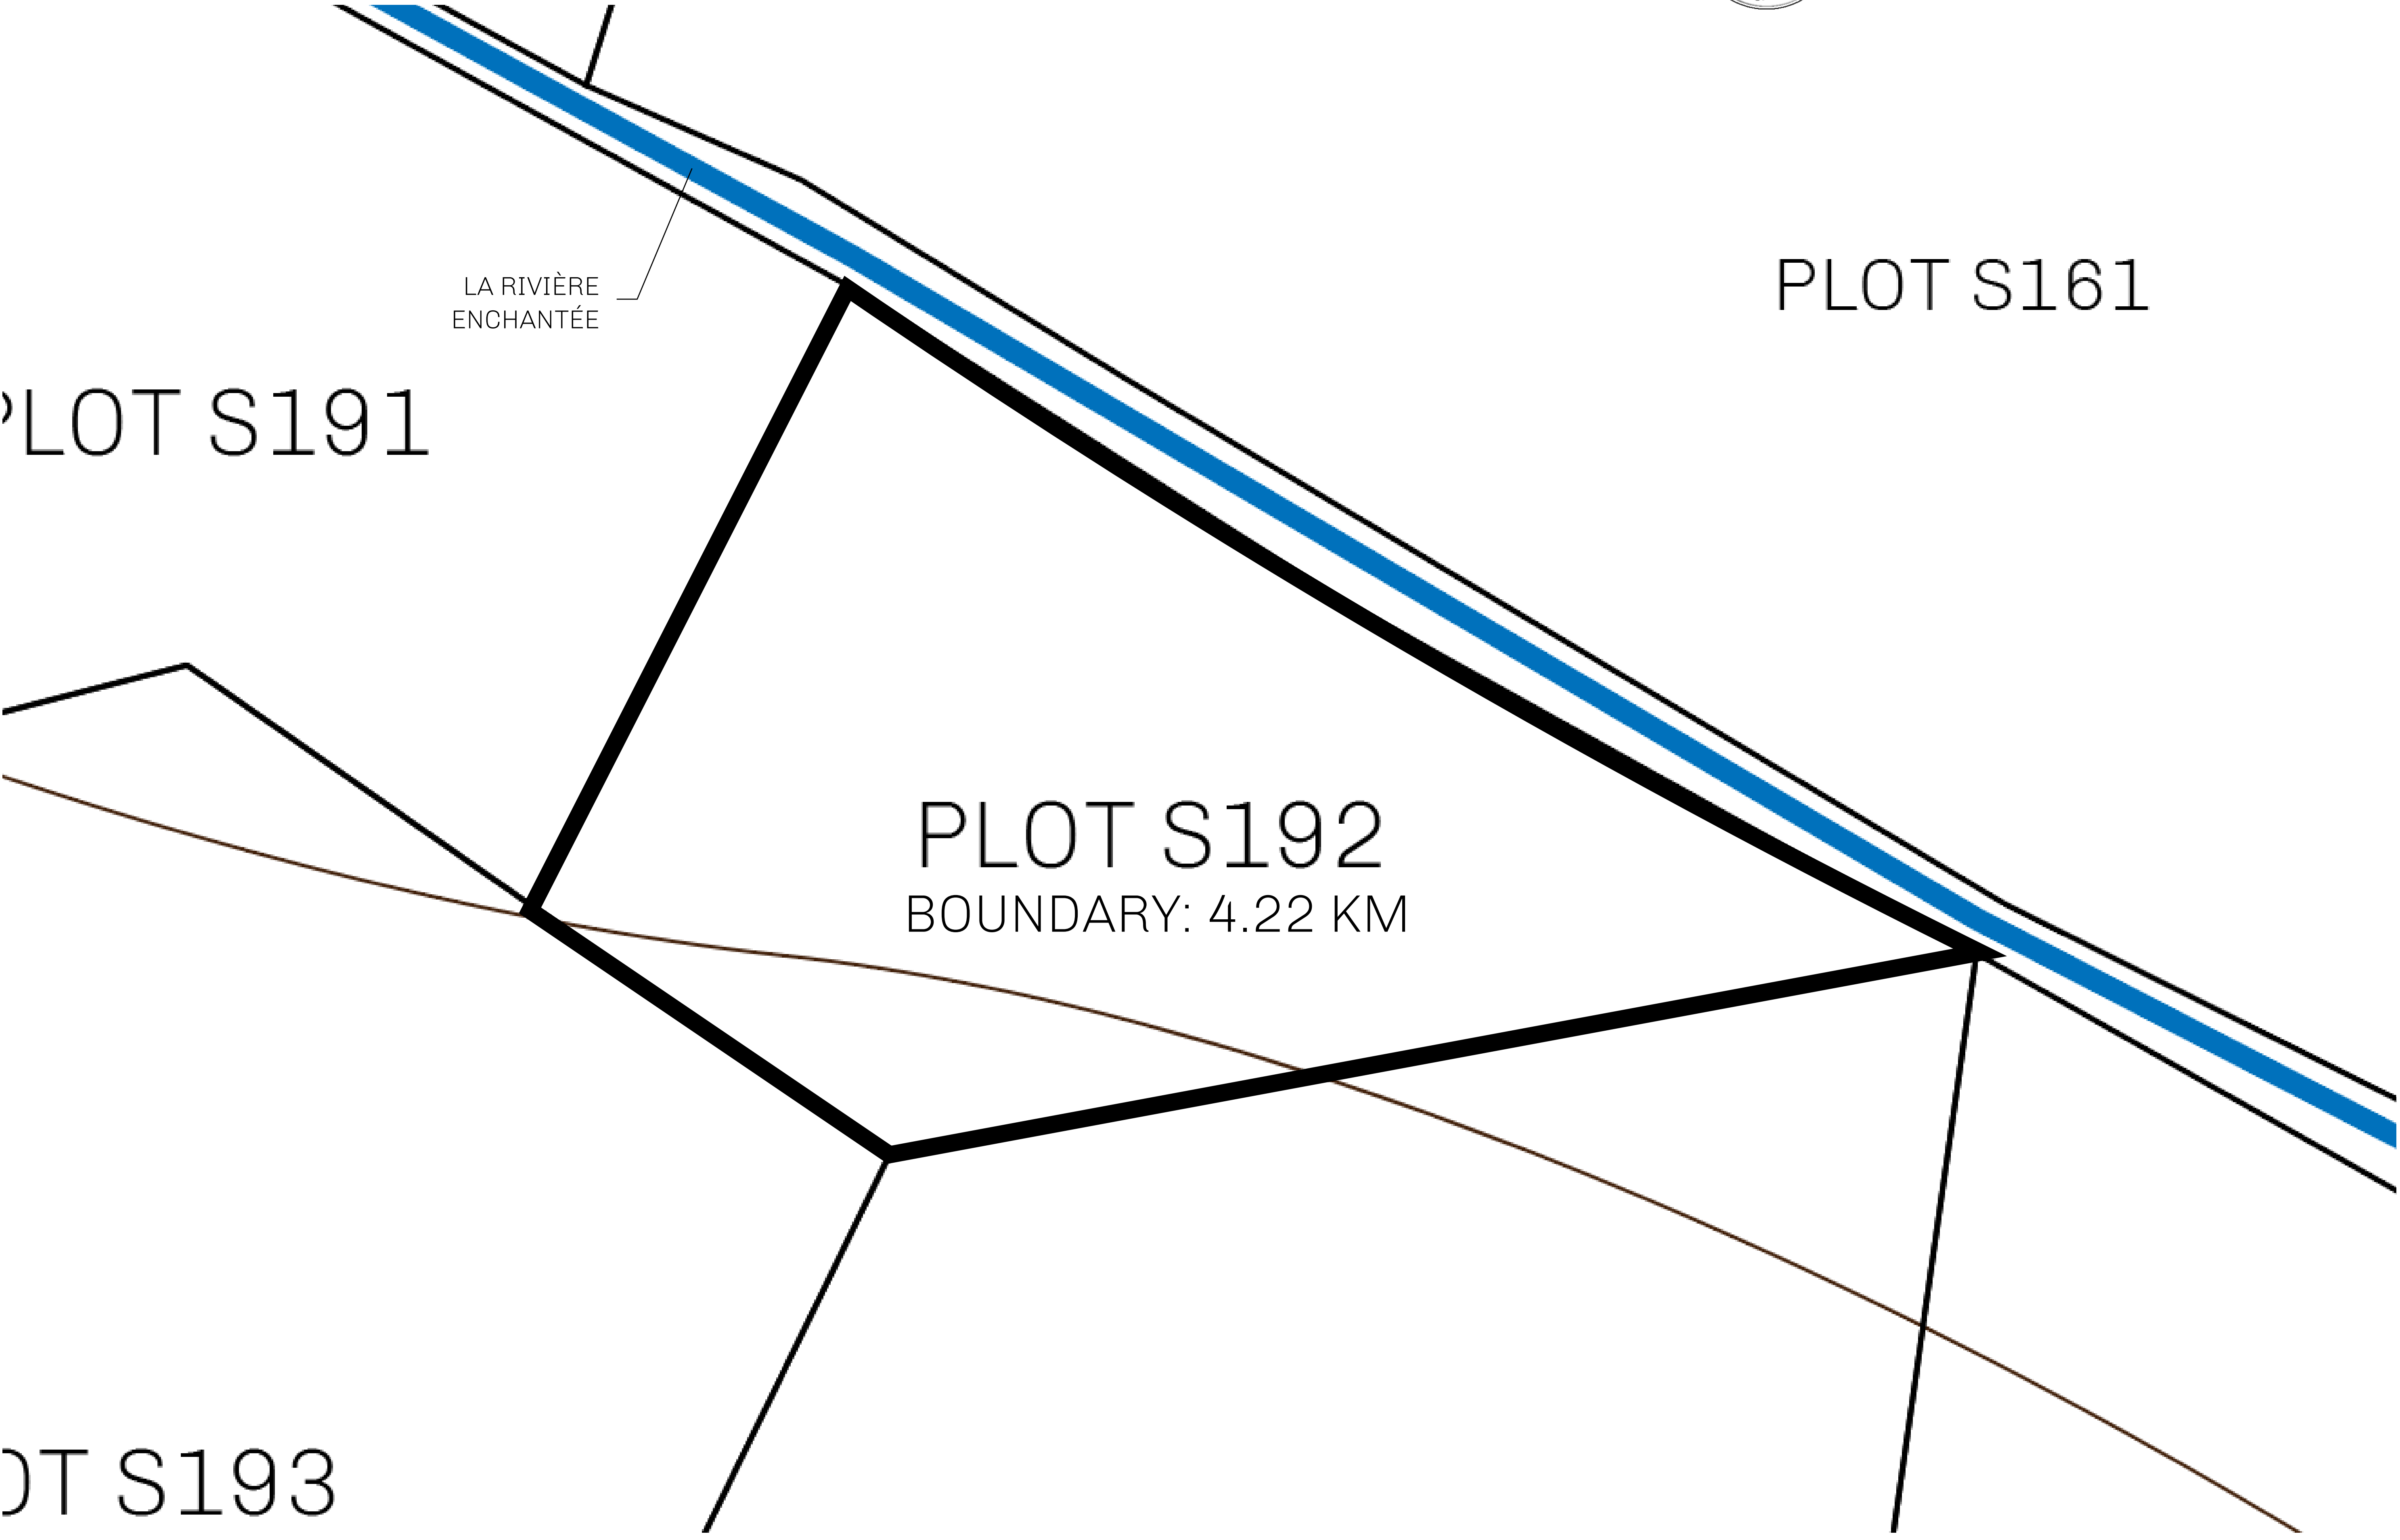 LA RIVIÈRE
ENCHANTÉE
PLOT S161
PLOT S191
PLOT S192
BOUNDARY: 4.22 KM
OT S193